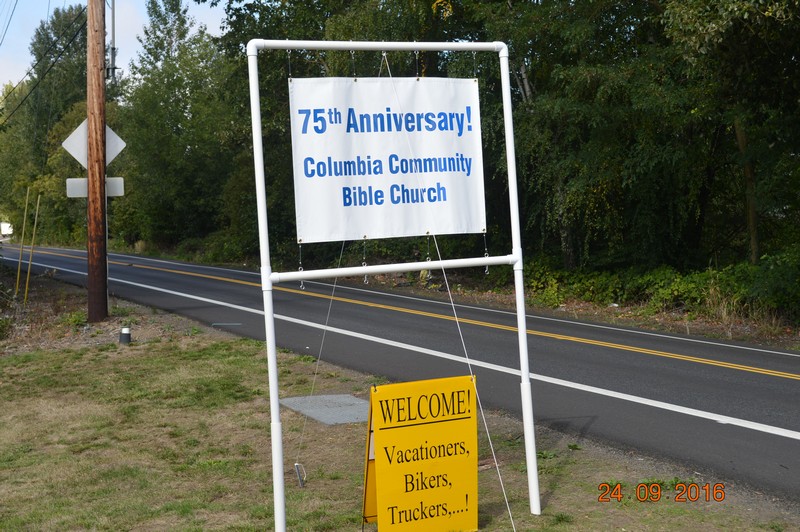 75th Anniversary!
Columbia Community
Bible Church
WELCOME!
Vacationers,
Bikers,
Truckers,...!
24.09.2016